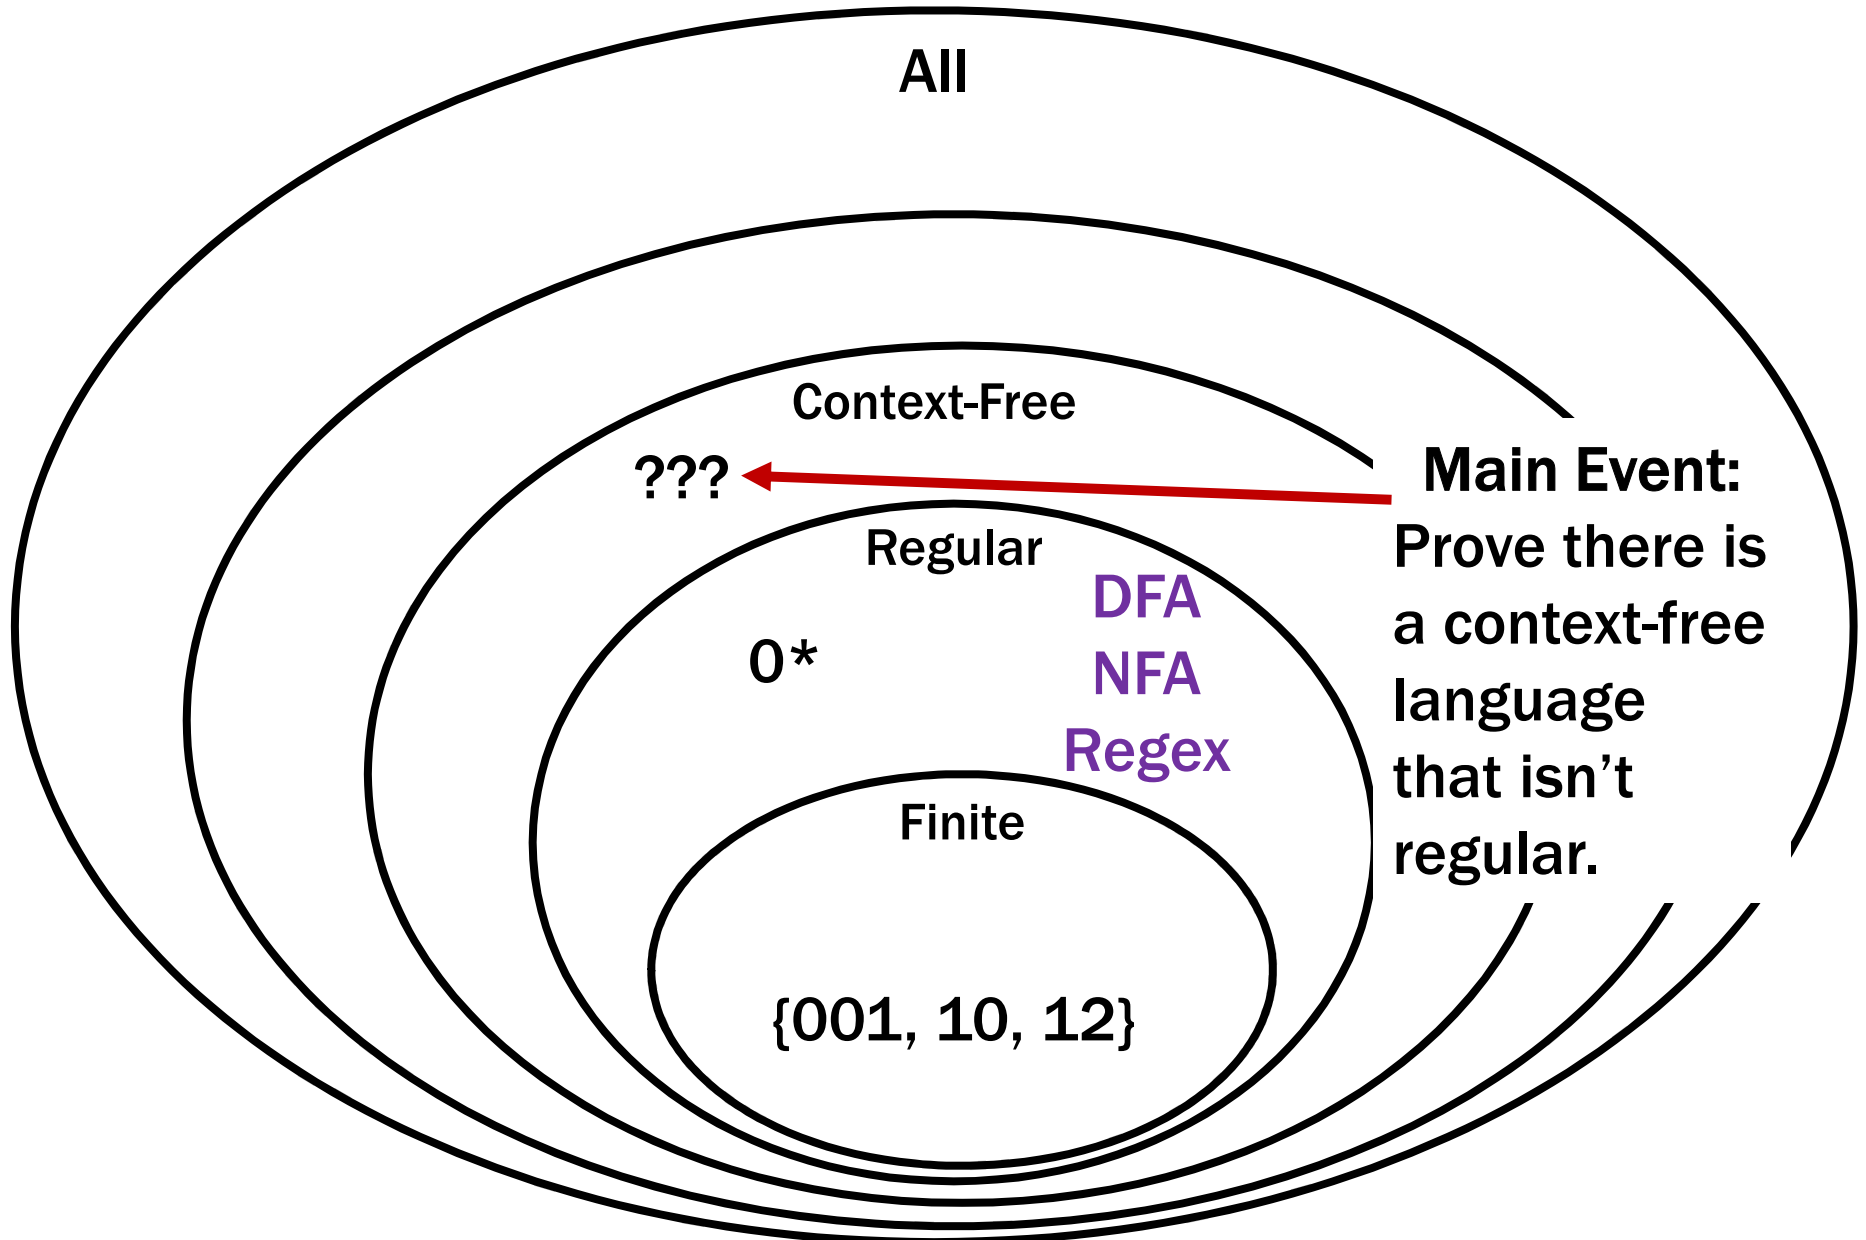 All
Context-Free
???
Main Event:
Prove there is
a context-free
language
that isn’t
regular.
Regular
DFA
0*
NFA
Regex
Finite
{001, 10, 12}